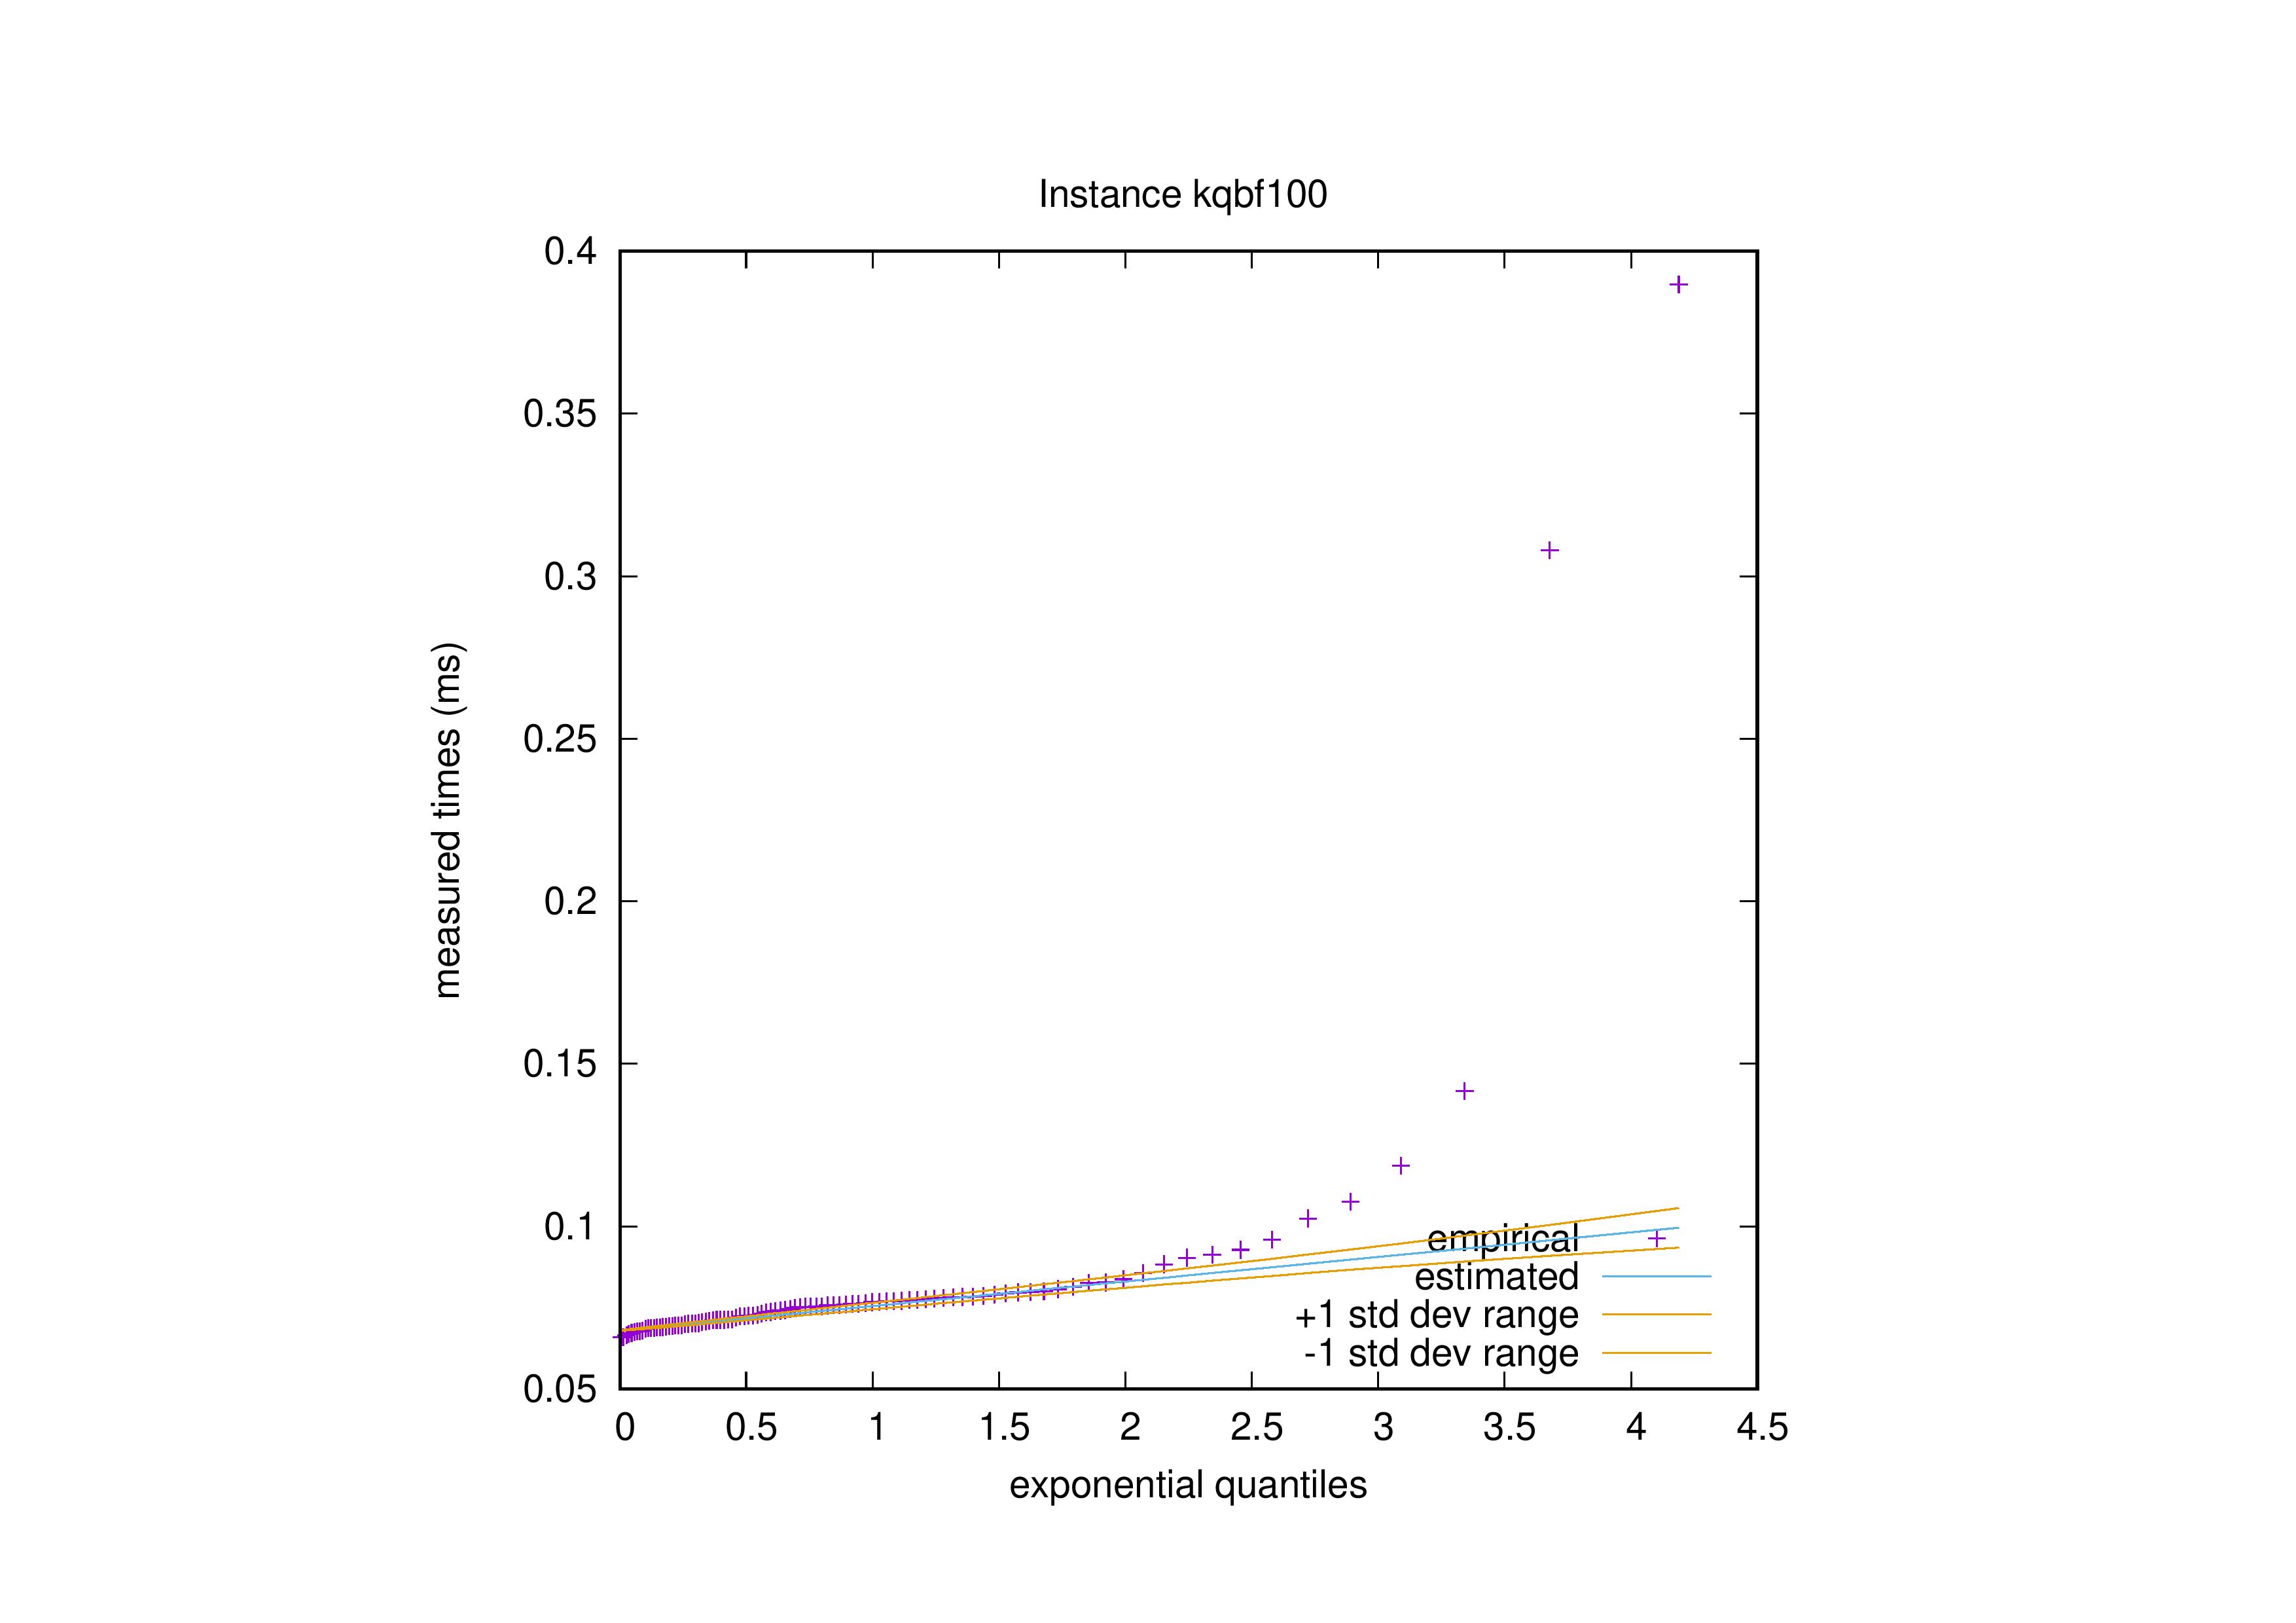 Instance kqbf100
0.4
0.35
0.3
0.25
0.2
0.15
0.1
0.05
measured times (ms)
empirical
estimated
+1 std dev range
-1 std dev range
0 0.5 1 1.5 2 2.5 3 3.5 4 4.5
exponential quantiles